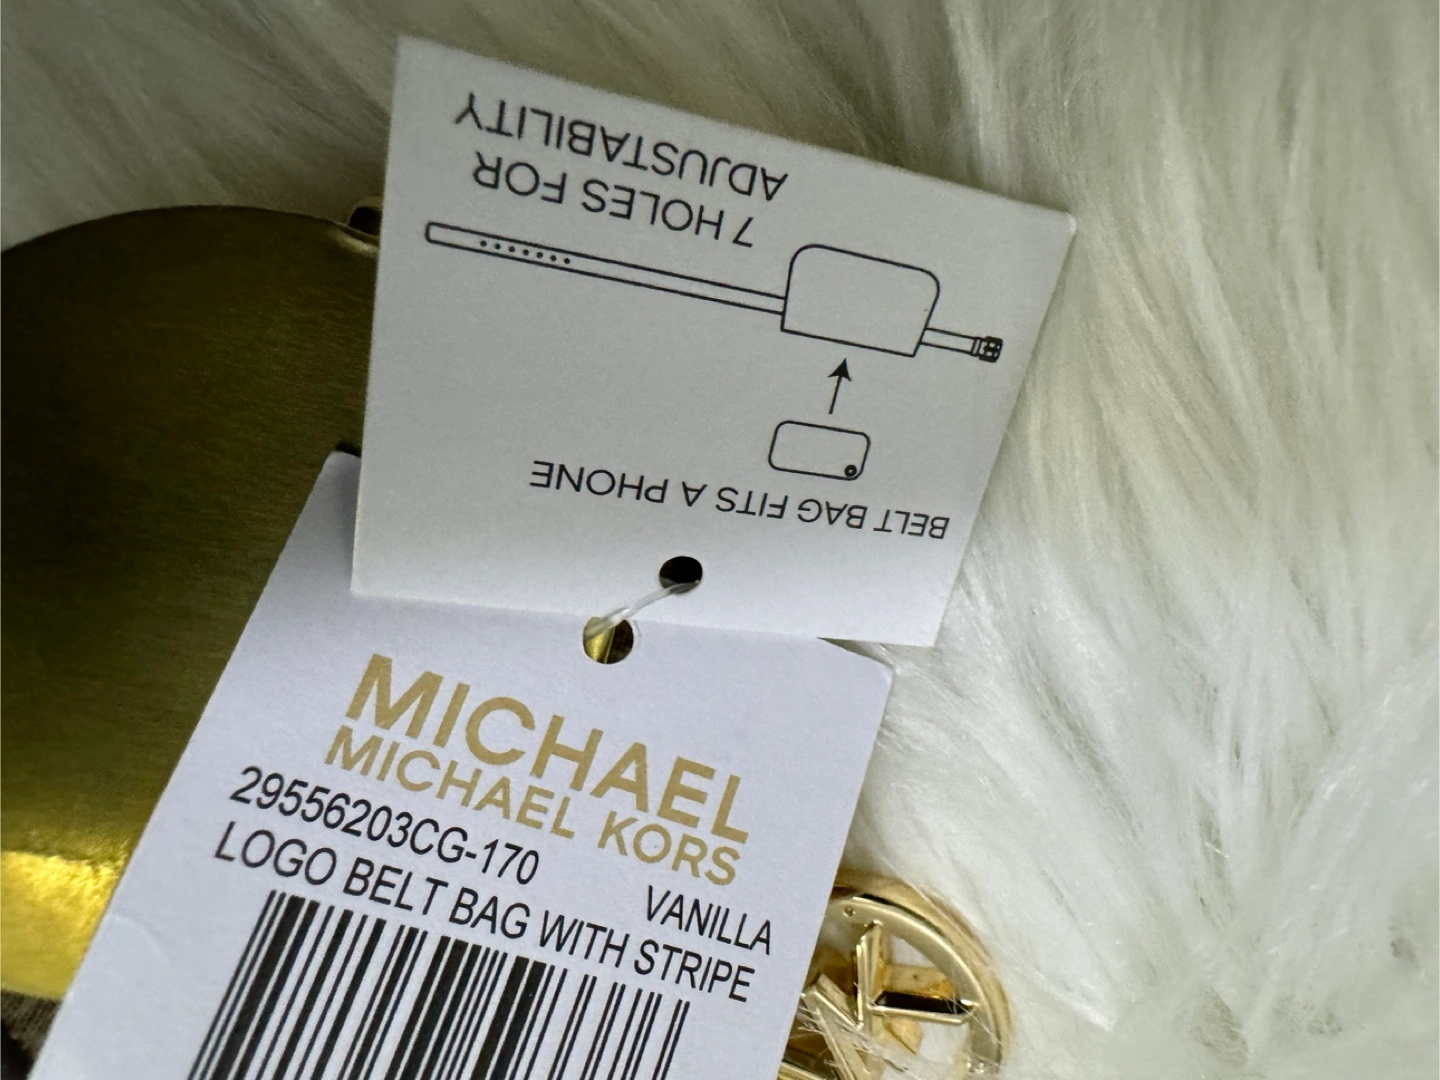 7 HOLES FOR
ADJUSTABILITY
BELT BAG FITS A PHONE
MICHAEL
MICHAEL KORS
29556203CG-170
VANILLA
LOGO BELT BAG WITH STRIPE